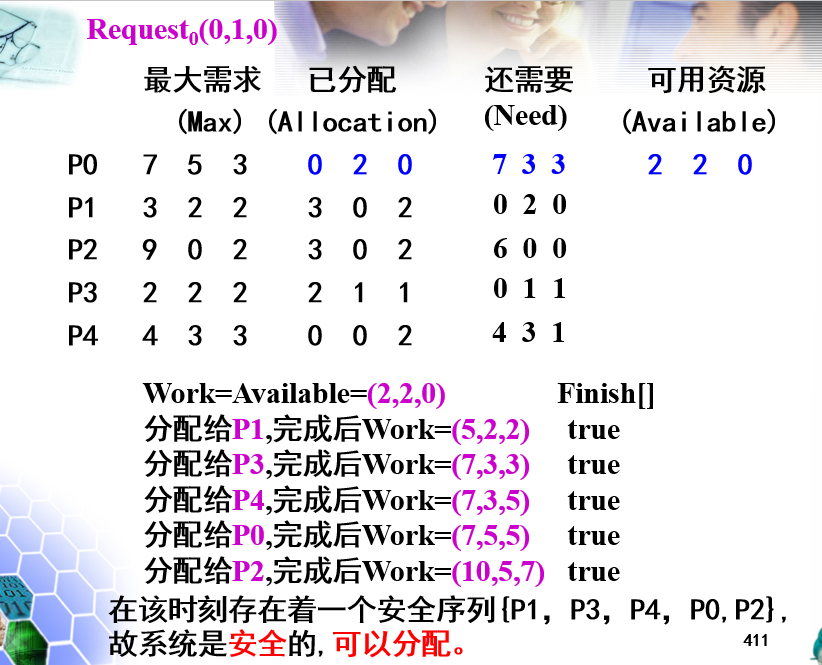 Request₀(0,1,0)
最大需求 已分配 还需要 可用资源
(Max) (Allocation) (Need) (Available)
P0 7 5 3 0 2 0 7 3 3 2 2 0
P1 3 2 2 3 0 2 0 2 0
P2 9 0 2 3 0 2 6 0 0
P3 2 2 2 2 1 1 0 1 1
P4 4 3 3 0 0 2 4 3 1
Work=Available=(2,2,0) Finish[]
分配给P1,完成后Work=(5,2,2) true
分配给P3,完成后Work=(7,3,3) true
分配给P4,完成后Work=(7,3,5) true
分配给P0,完成后Work=(7,5,5) true
分配给P2,完成后Work=(10,5,7) true
在该时刻存在着一个安全序列{P1, P3, P4, P0,P2},
故系统是安全的,可以分配。
411